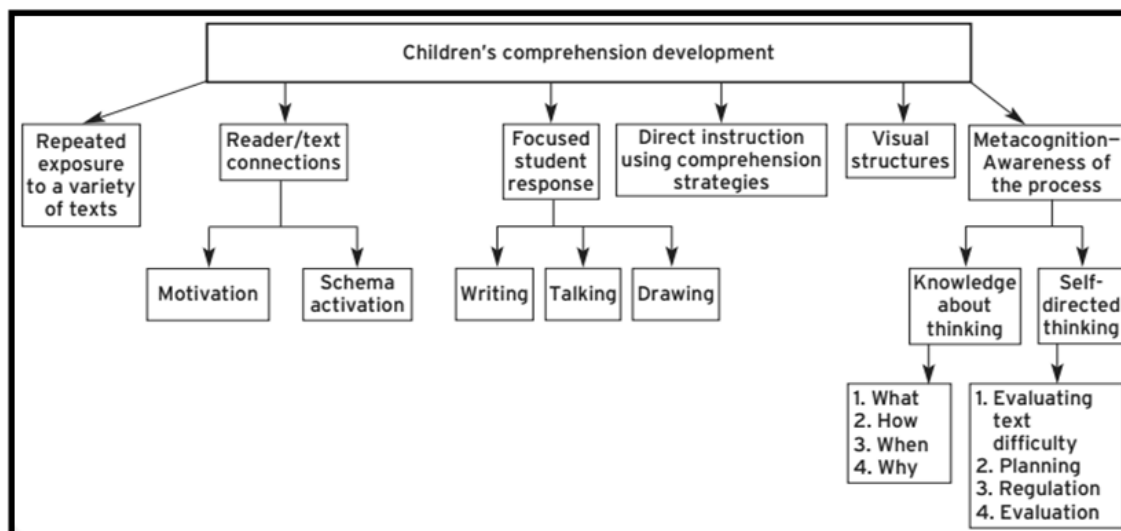 Children's comprehension development
Repeated
exposure
to a variety
of texts
Reader/text
connections
Focused
student
response
Direct instruction
using comprehension
strategies
Visual
structures
Metacognition—
Awareness of
the process
Motivation
Schema
activation
Writing
Talking
Drawing
Knowledge
about
thinking
Self-
directed
thinking
1. What
2. How
3. When
4. Why
1. Evaluating
text
difficulty
2. Planning
3. Regulation
4. Evaluation